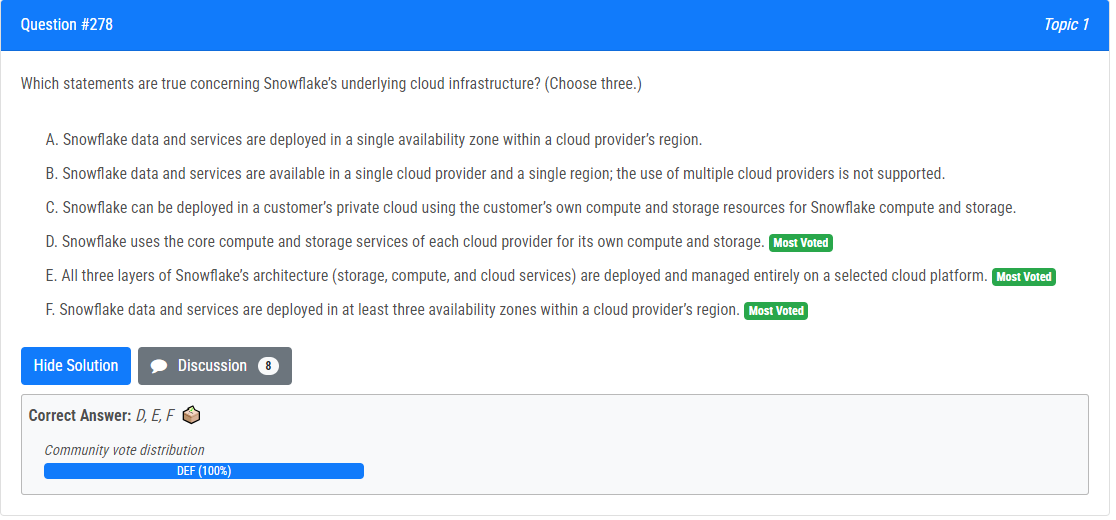 Question #278 Topic 1
Which statements are true concerning Snowflake’s underlying cloud infrastructure? (Choose three.)
A. Snowflake data and services are deployed in a single availability zone within a cloud provider’s region.
B. Snowflake data and services are available in a single cloud provider and a single region; the use of multiple cloud providers is not supported.
C. Snowflake can be deployed in a customer’s private cloud using the customer’s own compute and storage resources for Snowflake compute and storage.
D. Snowflake uses the core compute and storage services of each cloud provider for its own compute and storage. Most Voted
E. All three layers of Snowflake’s architecture (storage, compute, and cloud services) are deployed and managed entirely on a selected cloud platform. Most Voted
F. Snowflake data and services are deployed in at least three availability zones within a cloud provider’s region. Most Voted
Hide Solution Discussion 8
Correct Answer: D, E, F
Community vote distribution
DEF (100%)